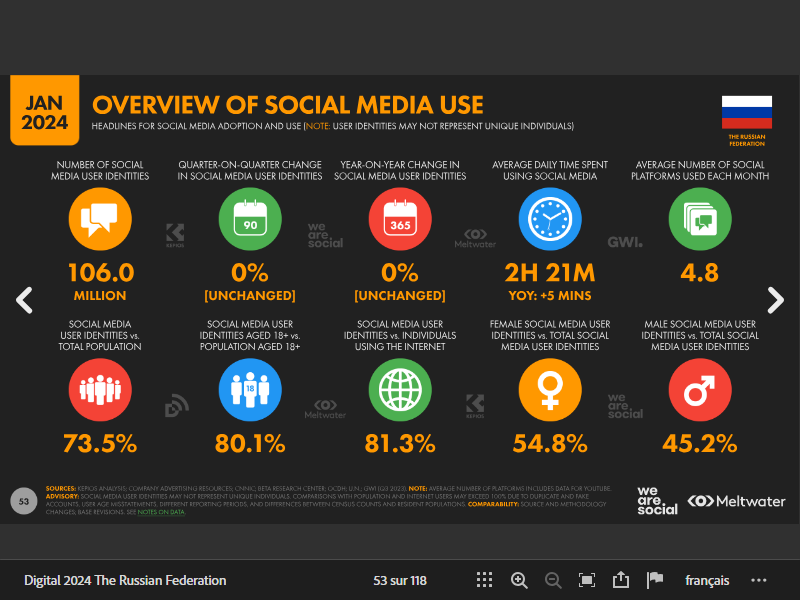 JAN
2024
OVERVIEW OF SOCIAL MEDIA USE
HEADLINES FOR SOCIAL MEDIA ADOPTION AND USE (NOTE: USER IDENTITIES MAY NOT REPRESENT UNIQUE INDIVIDUALS)
THE RUSSIAN
FEDERATION
NUMBER OF SOCIAL
MEDIA USER IDENTITIES
106.0
MILLION
QUARTER-ON-QUARTER CHANGE
IN SOCIAL MEDIA USER IDENTITIES
90
0%
[UNCHANGED]
YEAR-ON-YEAR CHANGE IN
SOCIAL MEDIA USER IDENTITIES
365
0%
[UNCHANGED]
AVERAGE DAILY TIME SPENT
USING SOCIAL MEDIA
2H 21M
YOY: +5 MINS
AVERAGE NUMBER OF SOCIAL
PLATFORMS USED EACH MONTH
4.8
KEPIOS
we
are
social
Meltwater
GWI.
SOCIAL MEDIA
USER IDENTITIES vs.
TOTAL POPULATION
73.5%
SOCIAL MEDIA USER
IDENTITIES AGED 18+ vs.
POPULATION AGED 18+
18
80.1%
SOCIAL MEDIA USER
IDENTITIES vs. INDIVIDUALS
USING THE INTERNET
81.3%
FEMALE SOCIAL MEDIA USER
IDENTITIES vs. TOTAL SOCIAL
MEDIA USER IDENTITIES
54.8%
MALE SOCIAL MEDIA USER
IDENTITIES vs. TOTAL SOCIAL
MEDIA USER IDENTITIES
45.2%
Meltwater
KEPIOS
we
are
social
53
SOURCES: KEPIOS ANALYSIS; COMPANY ADVERTISING RESOURCES; CNNIC; BETA RESEARCH CENTER; OCDH; U.N.; GWI (Q3 2023). NOTE: AVERAGE NUMBER OF PLATFORMS INCLUDES DATA FOR YOUTUBE.
ADVISORY: SOCIAL MEDIA USER IDENTITIES MAY NOT REPRESENT UNIQUE INDIVIDUALS. COMPARISONS WITH POPULATION AND INTERNET USERS MAY EXCEED 100% DUE TO DUPLICATE AND FAKE
ACCOUNTS, USER AGE MISSTATEMENTS, DIFFERENT REPORTING PERIODS, AND DIFFERENCES BETWEEN CENSUS COUNTS AND RESIDENT POPULATIONS. COMPARABILITY: SOURCE AND METHODOLOGY
CHANGES; BASE REVISIONS. SEE NOTES ON DATA.
we
are
social
Meltwater
Digital 2024 The Russian Federation
53 sur 118
français